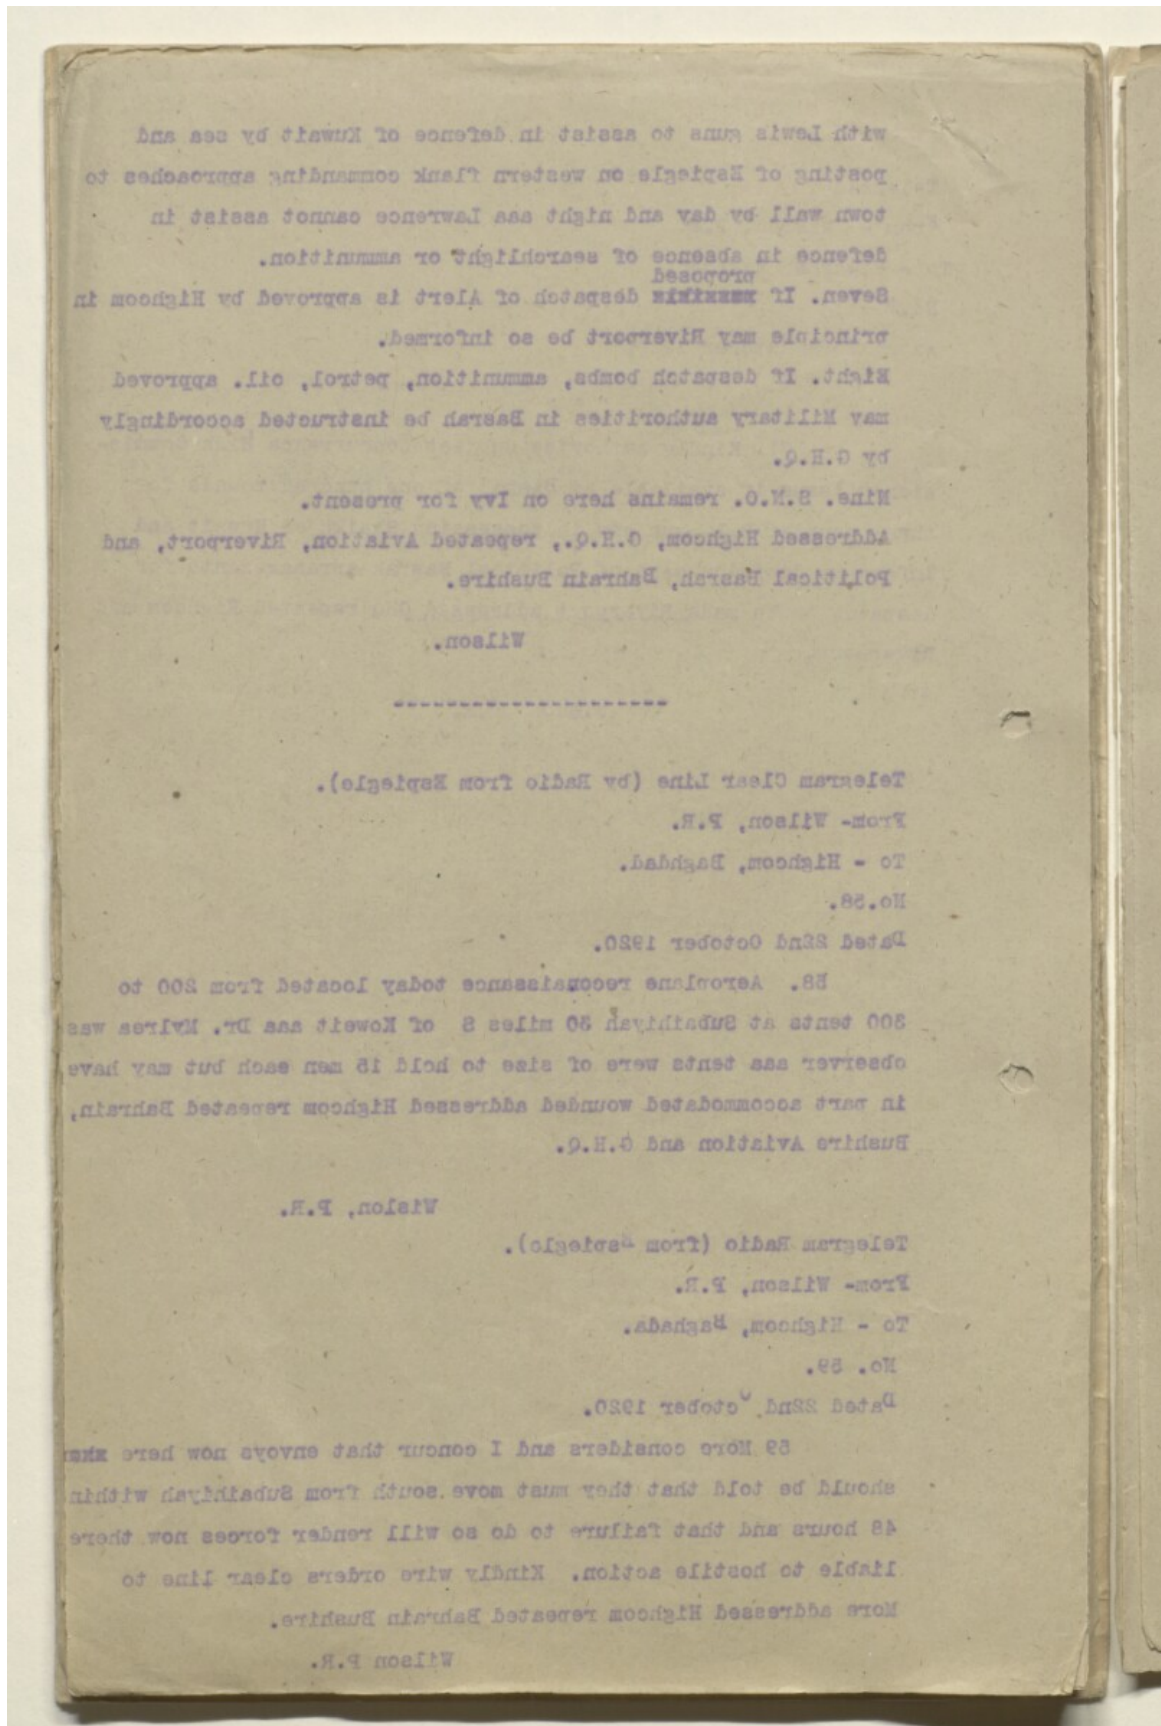 with Lewis guns to assist in defence of Kuwait by sea and
posting of Espiegle on western flank commanding approaches to
town wall by day and night aaa Lawrence cannot assist in
defence in absence of searchlight or ammunition.
proposed
Seven. If despatch of Alert is approved by Highcom in
principle may Riverport be so informed.
Eight. If despatch bombs, ammunition, petrol, oil. approved
may Military authorities in Basrah be instructed accordingly
by G.H.Q.
Nine. S.N.O. remains here on Ivy for present.
Addressed Highcom, G.H.Q., repeated Aviation, Riverport, and
Political Basrah, Bahrain Bushire.
Wilson.
---------------------
Telegram Clear Line (by Radio from Espiegle).
From- Wilson, P.R.
To - Highcom, Baghdad.
No.58.
Dated 22nd October 1920.
58. Aeroplane reconnaissance today located from 200 to
300 tents at Subaihiyah 30 miles S of Koweit aaa Dr. Mylrea was
observer aaa tents were of size to hold 15 men each but may have
in part accommodated wounded addressed Highcom repeated Bahrain,
Bushire Aviation and G.H.Q.
Wislon, P.R.
Telegram Radio (from Espiegle).
From- Wilson, P.R.
To - Highcom, Baghada.
No. 59.
Dated 22nd October 1920.
59 More considers and I concur that envoys now here
should be told that they must move south from Subaihiyah within
48 hours and that failure to do so will render forces now there
liable to hostile action. Kindly wire orders clear line to
More addressed Highcom repeated Bahrain Bushire.
Wilson P.R.